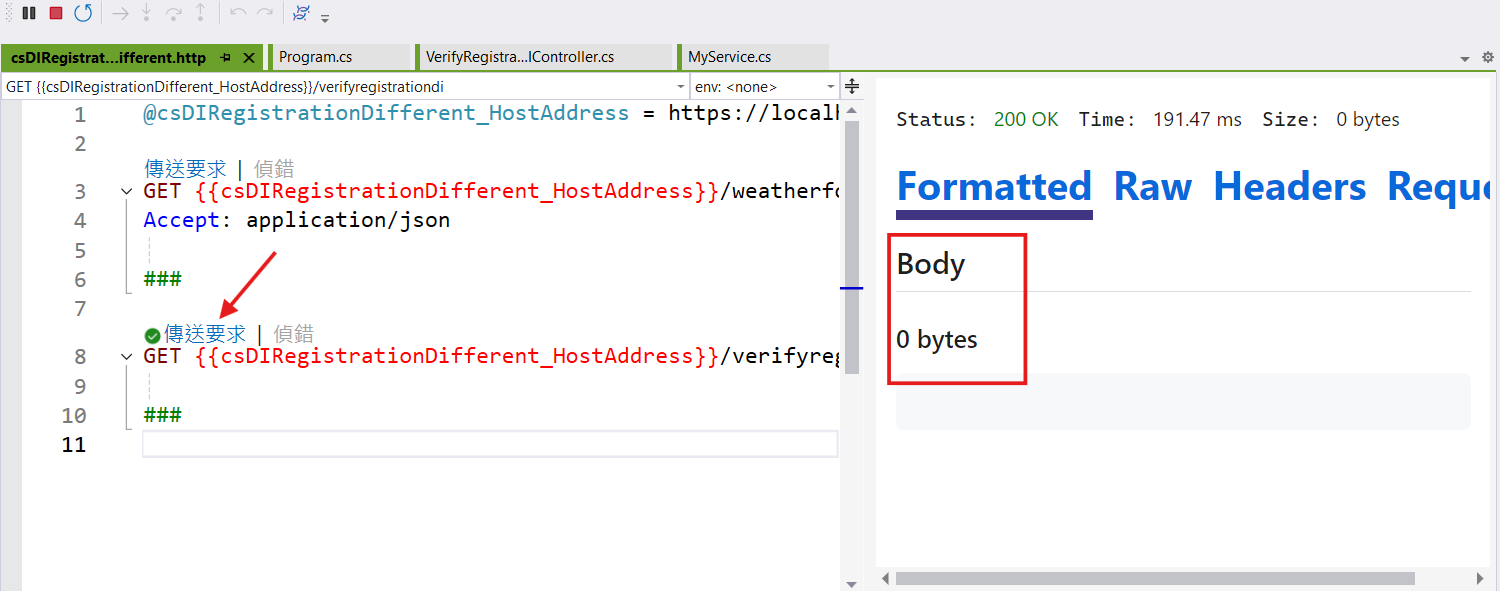 csDIRegistrat...ifferent.http
Program.cs
VerifyRegistra...IController.cs
MyService.cs
GET {{csDIRegistrationDifferent_HostAddress}}/verifyregistrationdi
env: <none>
1 @csDIRegistrationDifferent_HostAddress = https://localh
2
傳送要求 | 偵錯
3 GET {{csDIRegistrationDifferent_HostAddress}}/weatherfo
4 Accept: application/json
5
6 ###
7
傳送要求 | 偵錯
8 GET {{csDIRegistrationDifferent_HostAddress}}/verifyreg
9
10 ###
11
Status: 200 OK Time: 191.47 ms Size: 0 bytes
Formatted Raw Headers Reque
Body
0 bytes